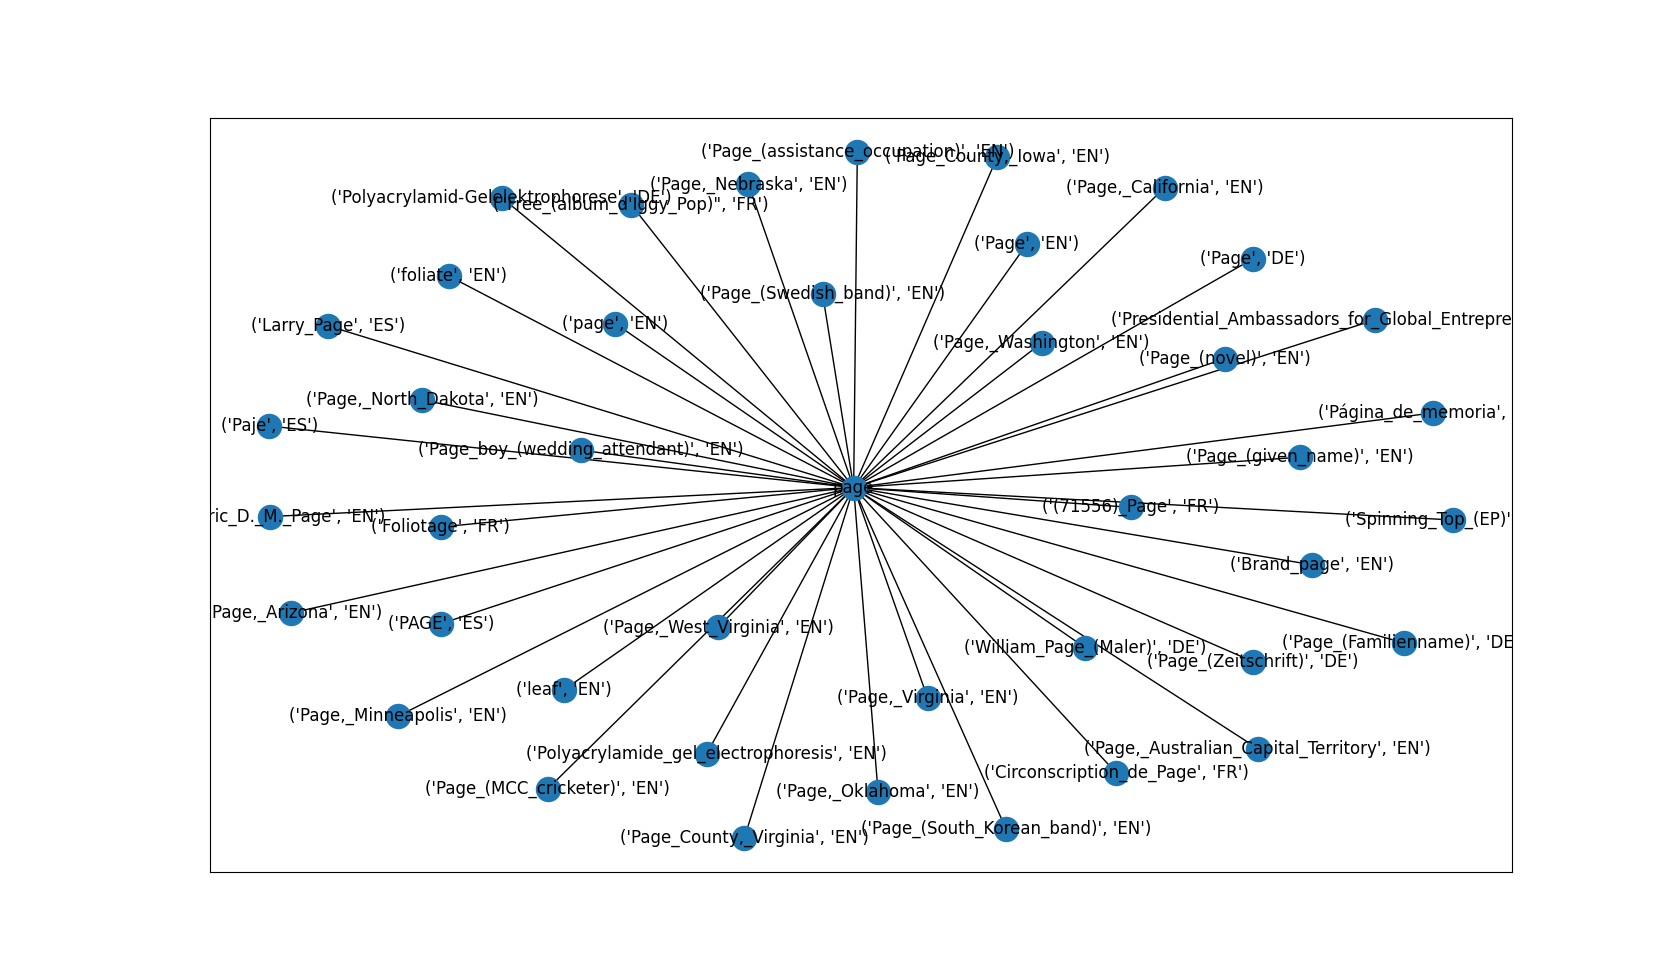 ('Page_(assistance_occupation)', 'EN')
('Page_County,_Iowa', 'EN')
('Page,_Nebraska', 'EN')
('Page,_California', 'EN')
('Polyacrylamid-Gelelektrophorese', 'DE')
_(album_d'Iggy_Pop)", 'FR')
('Page', 'EN')
('Page', 'DE')
('foliate', 'EN')
('Page_(Swedish_band)', 'EN')
('Larry_Page', 'ES')
('page', 'EN')
('Presidential_Ambassadors_for_Global_Entrepre
('Page,_Washington', 'EN')
('Page_(novel)', 'EN')
('Page,_North_Dakota', 'EN')
('Página_de_memoria',
('Paje', 'ES')
('Page_boy_(wedding_attendant)', 'EN')
('Page_(given_name)', 'EN')
page
('(71556)_Page', 'FR')
ric_D._M._Page', 'EN')
('Foliotage', 'FR')
('Spinning_Top_(EP)'
('Brand_page', 'EN')
Page,_Arizona', 'EN')
('PAGE', 'ES')
('Page,_West_Virginia', 'EN')
('Page_(Familienname)', 'DE
('William_Page_(Maler)', 'DE')
('Page_(Zeitschrift)', 'DE')
('leaf', 'EN')
('Page,_Virginia', 'EN')
('Page,_Minneapolis', 'EN')
('Page,_Australian_Capital_Territory', 'EN')
('Polyacrylamide_gel_electrophoresis', 'EN')
('Circonscription_de_Page', 'FR')
('Page_(MCC_cricketer)', 'EN')
('Page,_Oklahoma', 'EN')
('Page_(South_Korean_band)', 'EN')
('Page_County,_Virginia', 'EN')